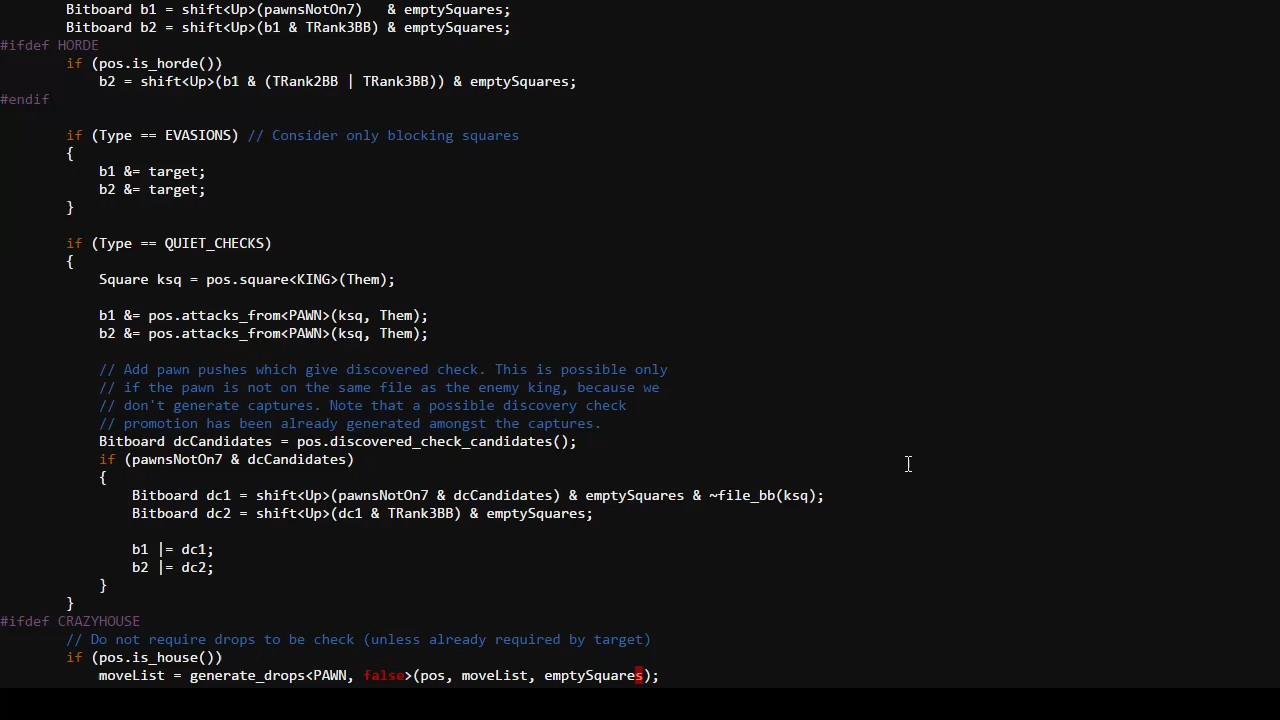 Bitboard b1 = shift<Up>(pawnsNotOn7)   & emptySquares;
Bitboard b2 = shift<Up>(b1 & TRank3BB) & emptySquares;
#ifdef HORDE
if (pos.is_horde())
b2 = shift<Up>(b1 & (TRank2BB | TRank3BB)) & emptySquares;
#endif
if (Type == EVASIONS) // Consider only blocking squares
{
b1 &= target;
b2 &= target;
}
if (Type == QUIET_CHECKS)
{
Square ksq = pos.square<KING>(Them);
b1 &= pos.attacks_from<PAWN>(ksq, Them);
b2 &= pos.attacks_from<PAWN>(ksq, Them);
// Add pawn pushes which give discovered check. This is possible only
// if the pawn is not on the same file as the enemy king, because we
// don't generate captures. Note that a possible discovery check
// promotion has been already generated amongst the captures.
Bitboard dcCandidates = pos.discovered_check_candidates();
if (pawnsNotOn7 & dcCandidates)
{
Bitboard dc1 = shift<Up>(pawnsNotOn7 & dcCandidates) & emptySquares & ~file_bb(ksq);
Bitboard dc2 = shift<Up>(dc1 & TRank3BB) & emptySquares;
b1 |= dc1;
b2 |= dc2;
}
}
#ifdef CRAZYHOUSE
// Do not require drops to be check (unless already required by target)
if (pos.is_house())
moveList = generate_drops<PAWN, false>(pos, moveList, emptySquares);